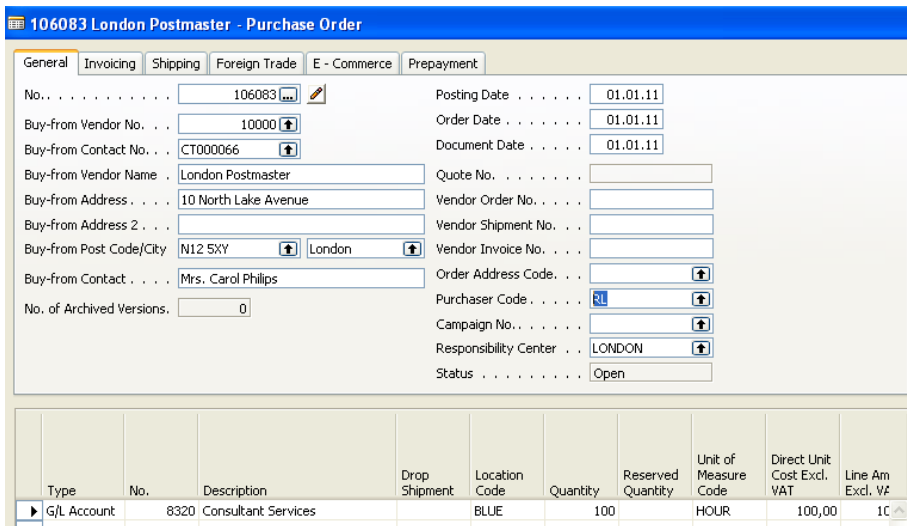 106083 London Postmaster - Purchase Order
General Invoicing Shipping Foreign Trade E - Commerce Prepayment
No. . . . . . . . . . . . 106083 ...
Buy-from Vendor No. . . . 10000
Buy-from Contact No. . . CT000066
Buy-from Vendor Name . London Postmaster
Buy-from Address . . . . 10 North Lake Avenue
Buy-from Address 2 . . .
Buy-from Post Code/City N12 5XY London
Buy-from Contact . . . . . Mrs. Carol Philips
No. of Archived Versions. 0
Posting Date . . . . . . 01.01.11
Order Date . . . . . . . 01.01.11
Document Date . . . . . 01.01.11
Quote No. . . . . . . .
Vendor Order No. . . . .
Vendor Shipment No. . .
Vendor Invoice No. . . .
Order Address Code. . .
Purchaser Code . . . . . RL
Campaign No. . . . . . .
Responsibility Center . . LONDON
Status . . . . . . . . . Open
Type No. Description Drop Shipment Location Code Quantity Reserved Quantity Unit of Measure Code Direct Unit Cost Excl. VAT Line Am Excl. VA
G/L Account 8320 Consultant Services BLUE 100 HOUR 100,00 10